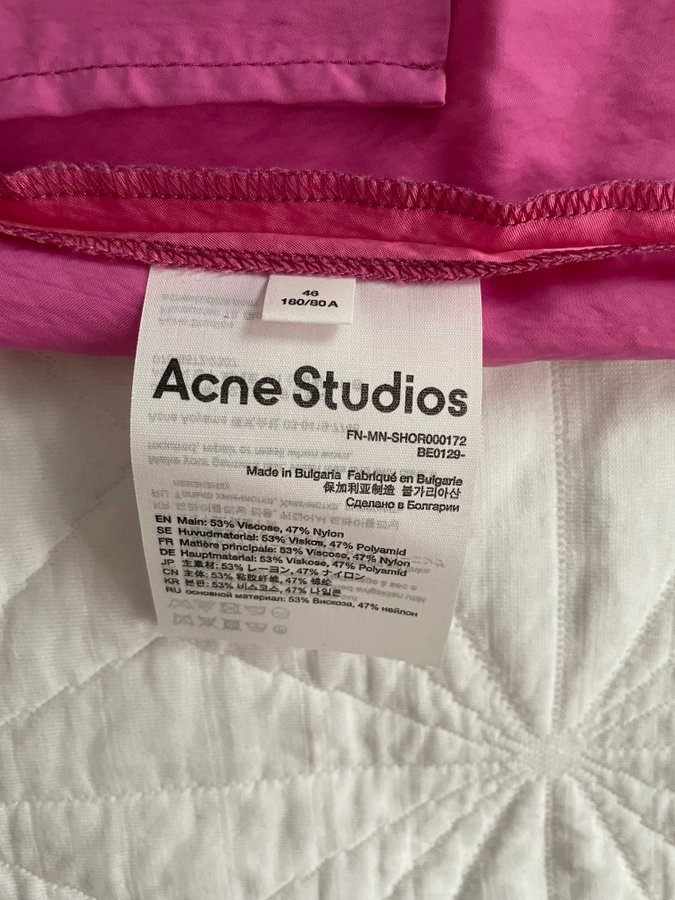 46
180/80A
Acne Studios
FN-MN-SHOR000172
BE0129-
Made in Bulgaria Fabriqué en Bulgarie
保加利亚制造 불가리아산
Сделано в Болгарии
EN Main: 53% Viscose, 47% Nylon
SE Huvudmaterial: 53% Viskos, 47% Polyamid
FR Matière principale: 53% Viscose, 47% Nylon
DE Hauptmaterial: 53% Viscose, 47% Polyamid
JP 主素材: 53% レーヨン, 47% ナイロン
CN 主体: 53% 粘胶纤维, 47% 锦纶
KR 본판: 53% 비스코스, 47% 나일론
RU основной материал: 53% Вискоза, 47% нейлон